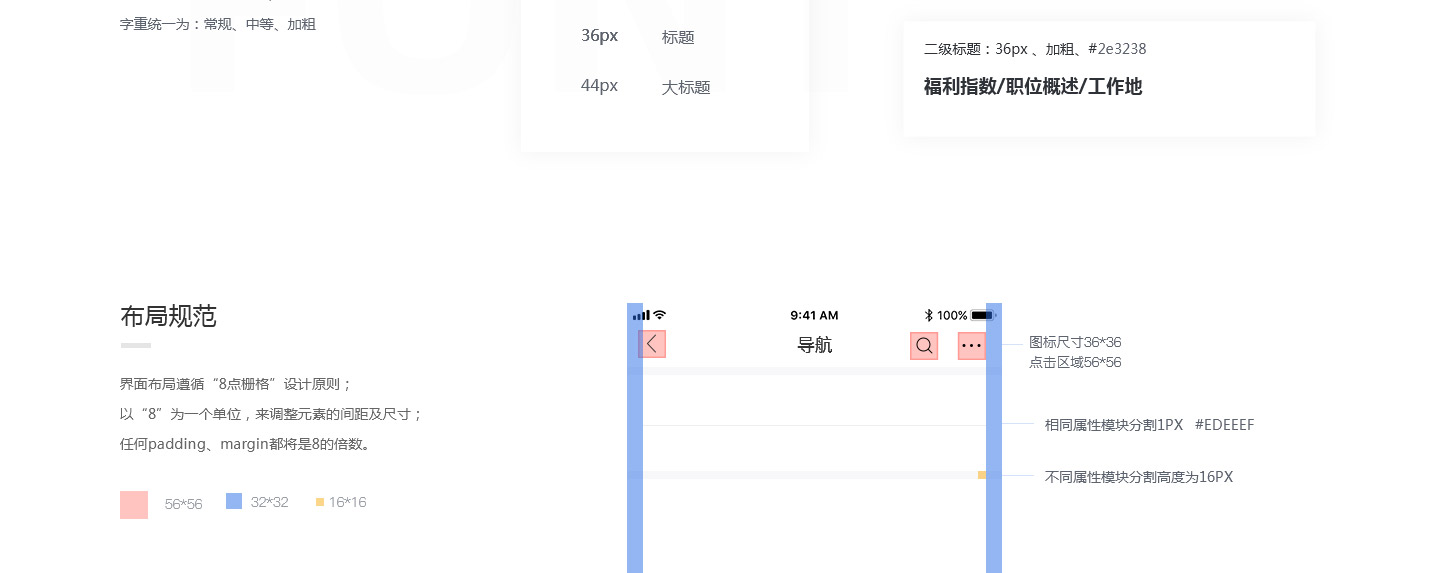 字重统一为：常规、中等、加粗
36px 标题
44px 大标题
二级标题：36px 、加粗、#2e3238
福利指数/职位概述/工作地
布局规范
界面布局遵循“8点栅格”设计原则；
以“8”为一个单位，来调整元素的间距及尺寸；
任何padding、margin都将是8的倍数。
56*56 32*32 16*16
9:41 AM 100%
导航
图标尺寸36*36
点击区域56*56
相同属性模块分割1PX #EDEEEF
不同属性模块分割高度为16PX